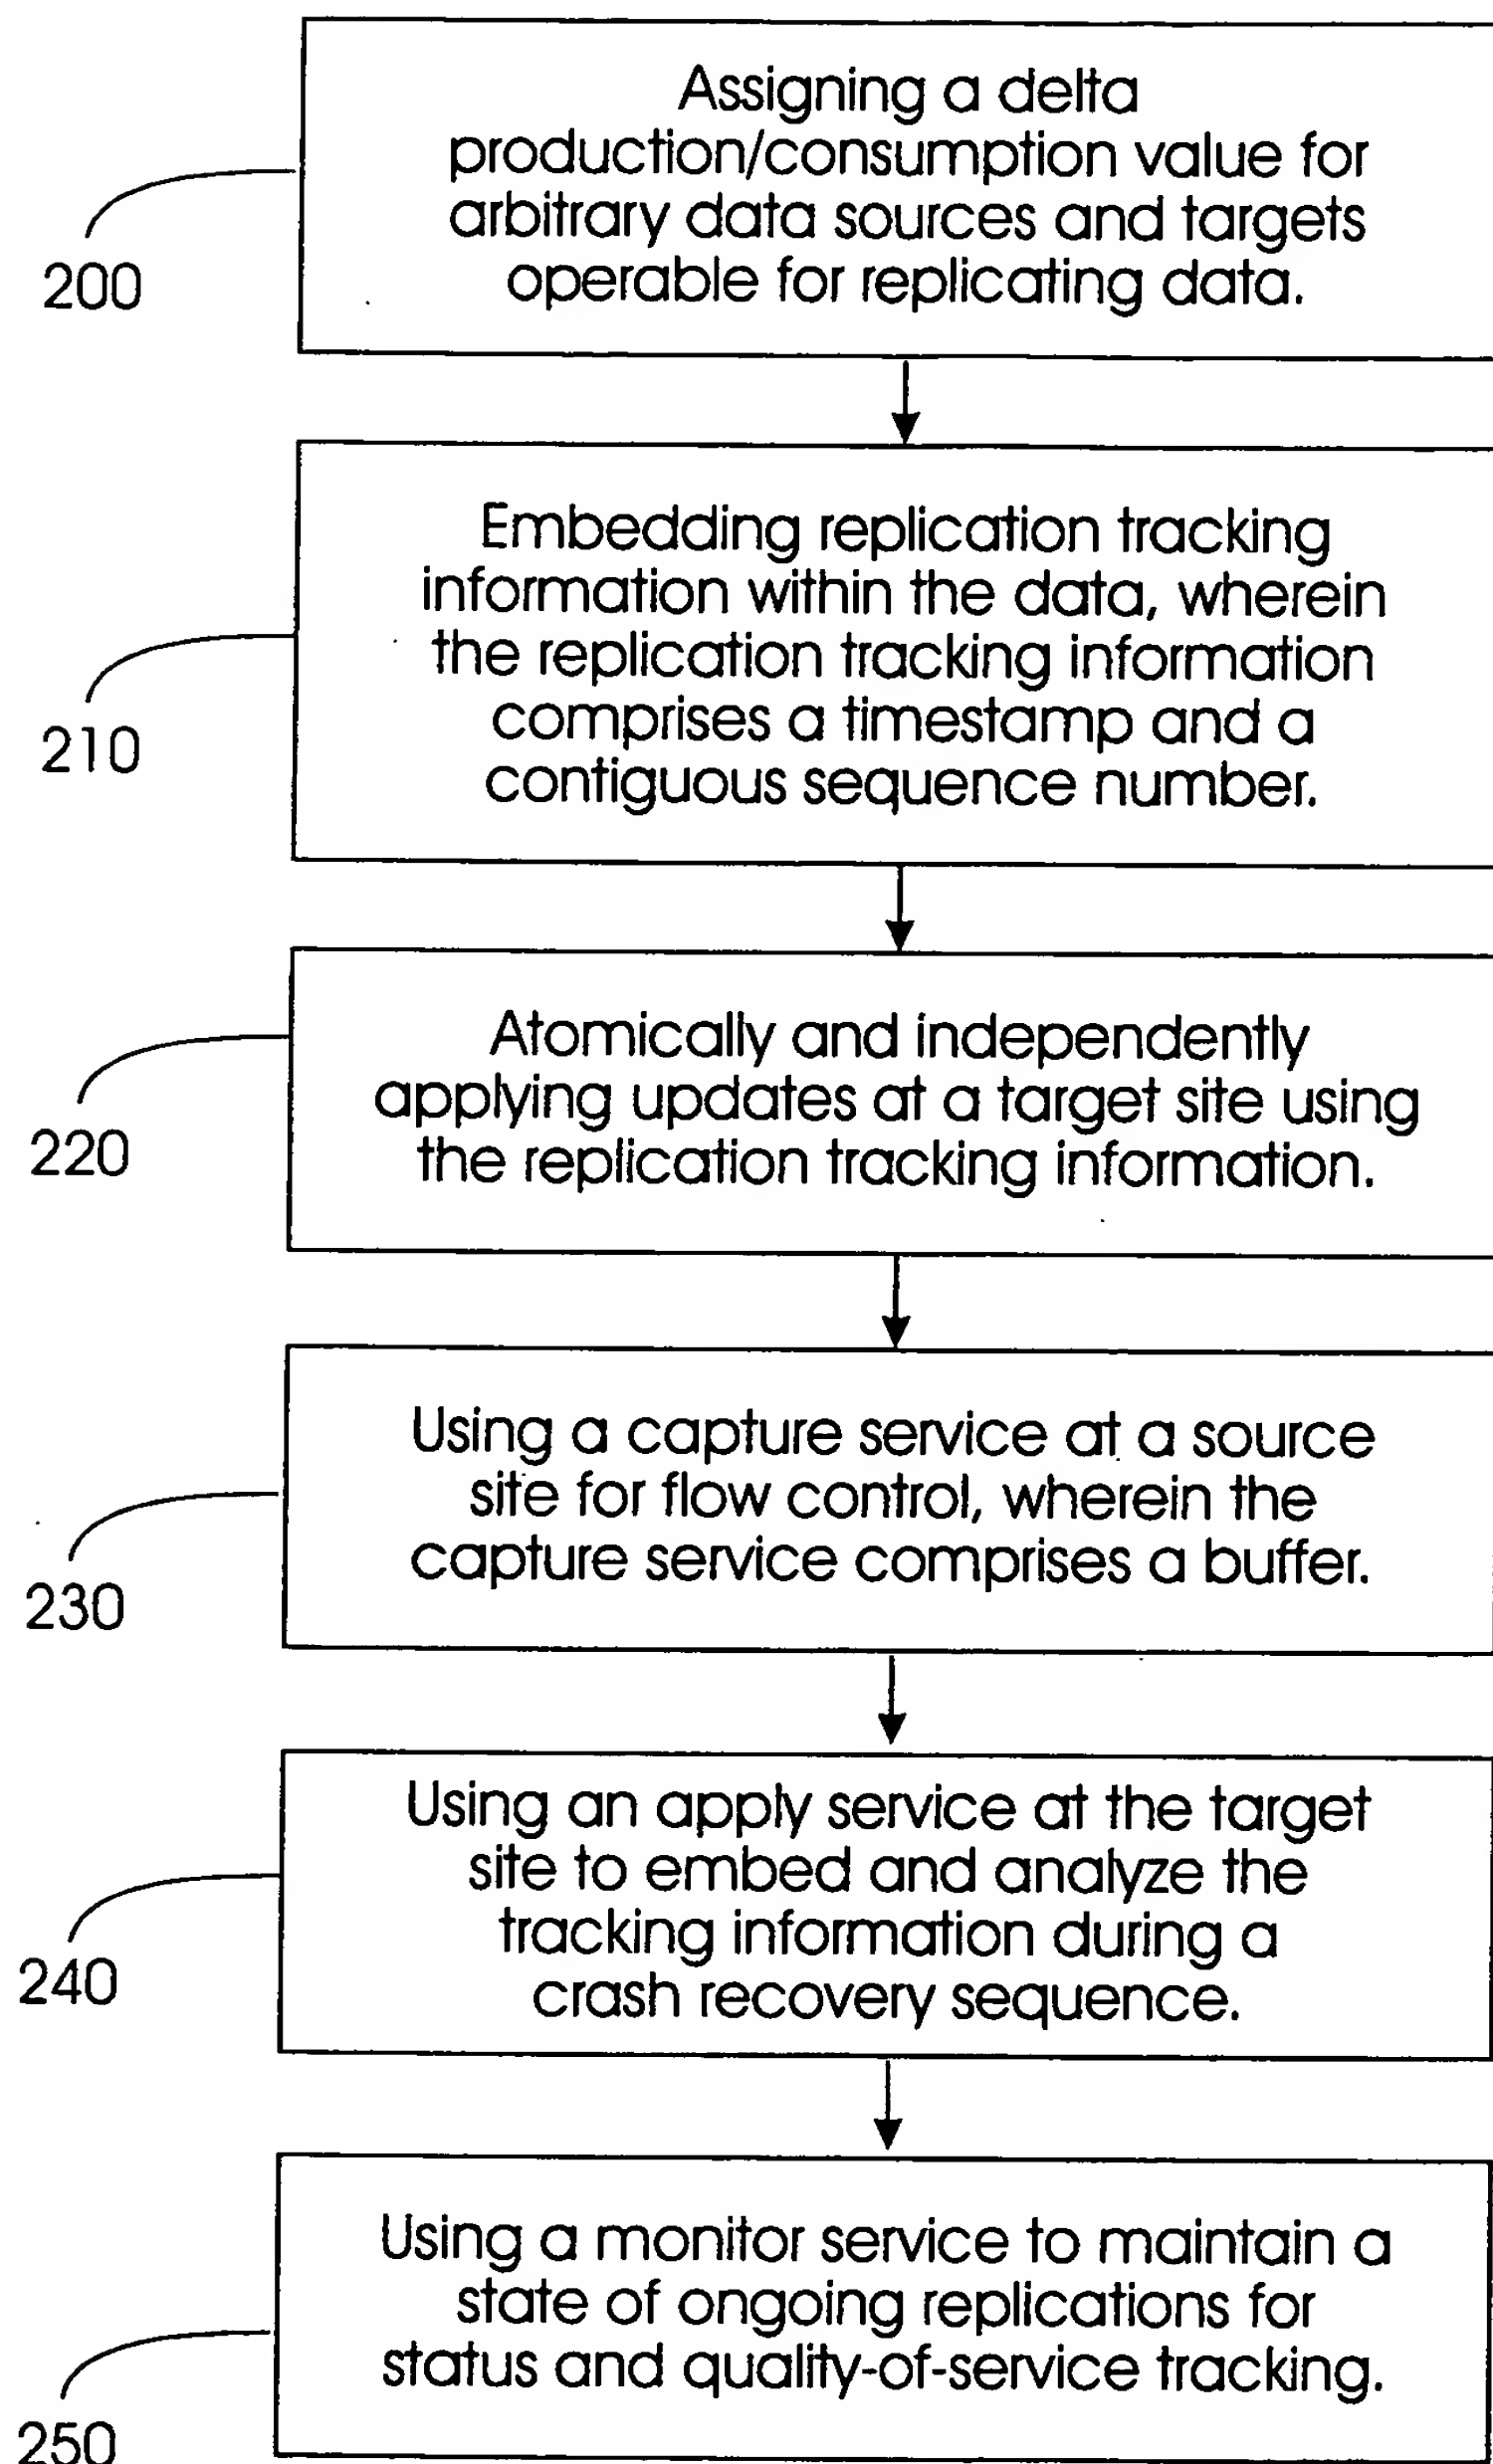 Assigning a delta
production/consumption value for
arbitrary data sources and targets
operable for replicating data.
200
Embedding replication tracking
information within the data, wherein
the replication tracking information
comprises a timestamp and a
contiguous sequence number.
210
Atomically and independently
applying updates at a target site using
the replication tracking information.
220
Using a capture service at a source
site for flow control, wherein the
capture service comprises a buffer.
230
Using an apply service at the target
site to embed and analyze the
tracking information during a
crash recovery sequence.
240
Using a monitor service to maintain a
state of ongoing replications for
status and quality-of-service tracking.
250